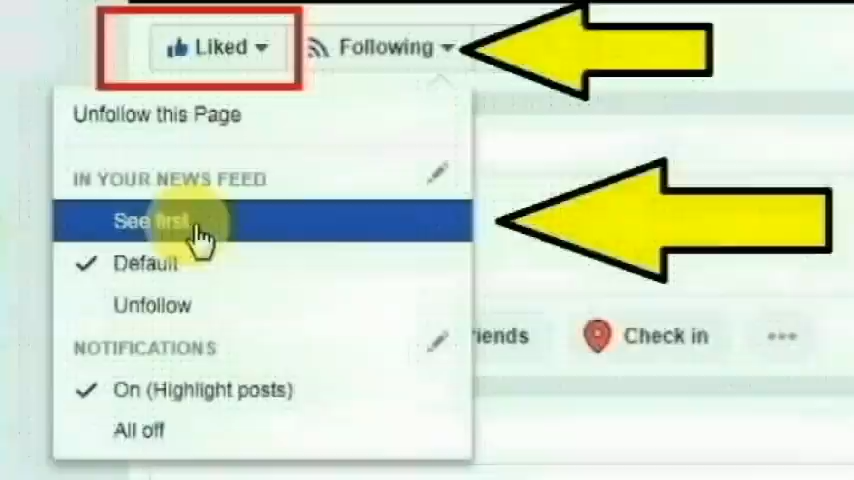 Liked Following
Unfollow this Page
IN YOUR NEWS FEED
See first
Default
Unfollow
NOTIFICATIONS
riends Check in
On (Highlight posts)
All off